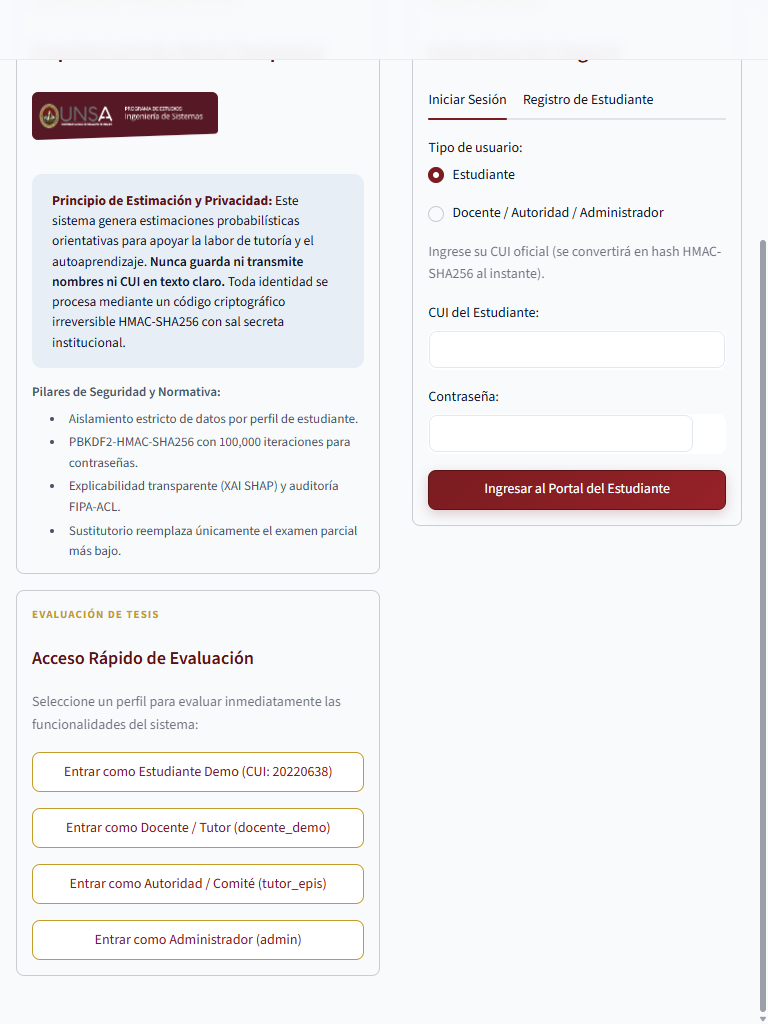 UNSA
PROGRAMA DE ESTUDIOS
Ingeniería de Sistemas
Principio de Estimación y Privacidad: Este
sistema genera estimaciones probabilísticas
orientativas para apoyar la labor de tutoría y el
autoaprendizaje. Nunca guarda ni transmite
nombres ni CUI en texto claro. Toda identidad se
procesa mediante un código criptográfico
irreversible HMAC-SHA256 con sal secreta
institucional.
Pilares de Seguridad y Normativa:
• Aislamiento estricto de datos por perfil de estudiante.
• PBKDF2-HMAC-SHA256 con 100,000 iteraciones para
contraseñas.
• Explicabilidad transparente (XAI SHAP) y auditoría
FIPA-ACL.
• Sustitutorio reemplaza únicamente el examen parcial
más bajo.
EVALUACIÓN DE TESIS
Acceso Rápido de Evaluación
Seleccione un perfil para evaluar inmediatamente las
funcionalidades del sistema:
Entrar como Estudiante Demo (CUI: 20220638)
Entrar como Docente / Tutor (docente_demo)
Entrar como Autoridad / Comité (tutor_epis)
Entrar como Administrador (admin)
Iniciar Sesión
Registro de Estudiante
Tipo de usuario:
Estudiante
Docente / Autoridad / Administrador
Ingrese su CUI oficial (se convertirá en hash HMAC-
SHA256 al instante).
CUI del Estudiante:
Contraseña:
Ingresar al Portal del Estudiante